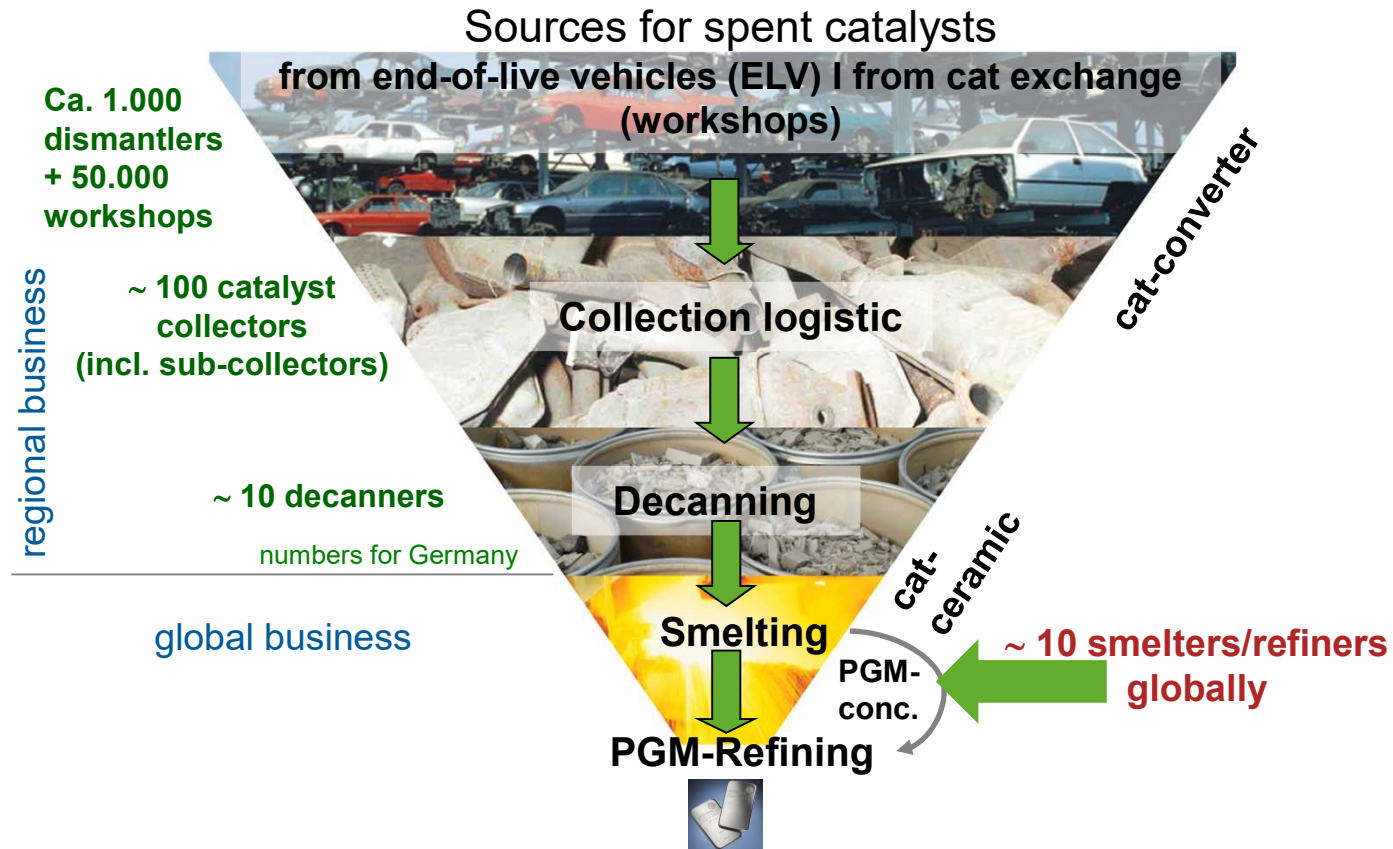 Sources for spent catalysts
from end-of-live vehicles (ELV) I from cat exchange
(workshops)
Ca. 1.000
dismantlers
+ 50.000
workshops
cat-converter
regional business
~ 100 catalyst
collectors
(incl. sub-collectors)
Collection logistic
~ 10 decanners
Decanning
numbers for Germany
cat-
ceramic
global business
Smelting
PGM-
conc.
~ 10 smelters/refiners
globally
PGM-Refining